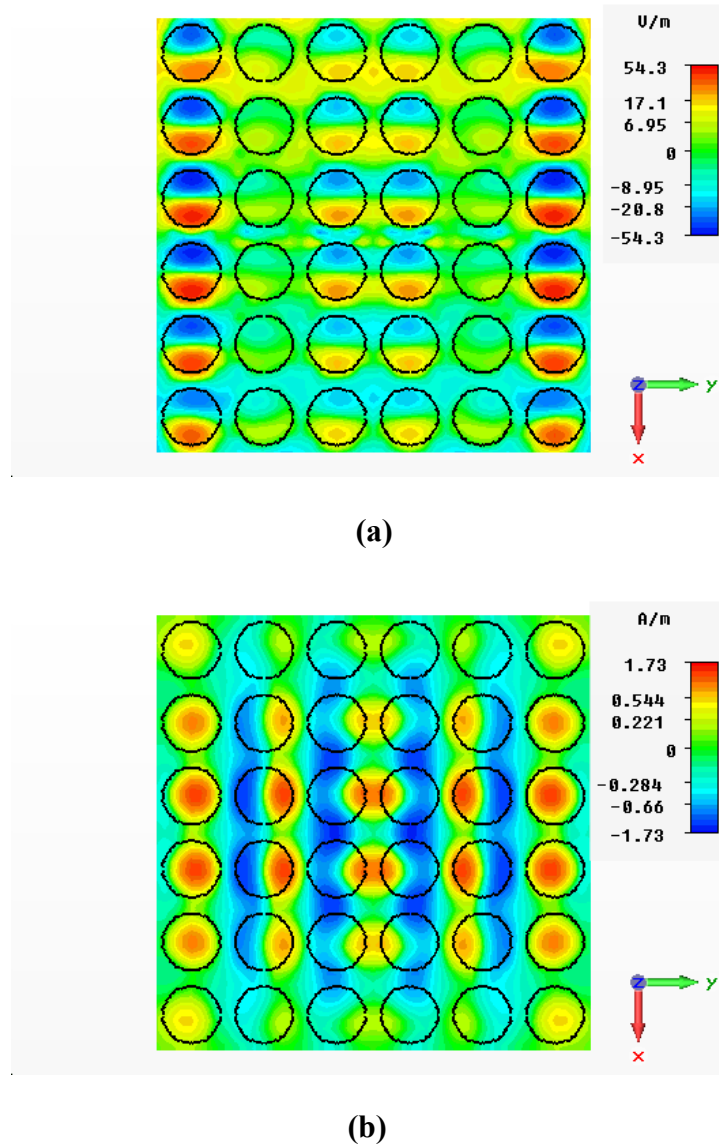 V/m
54.3
17.1
6.95
0
-8.95
-20.8
-54.3
Z
Y
X
(a)
A/m
1.73
0.544
0.221
0
-0.284
-0.66
-1.73
Z
Y
X
(b)